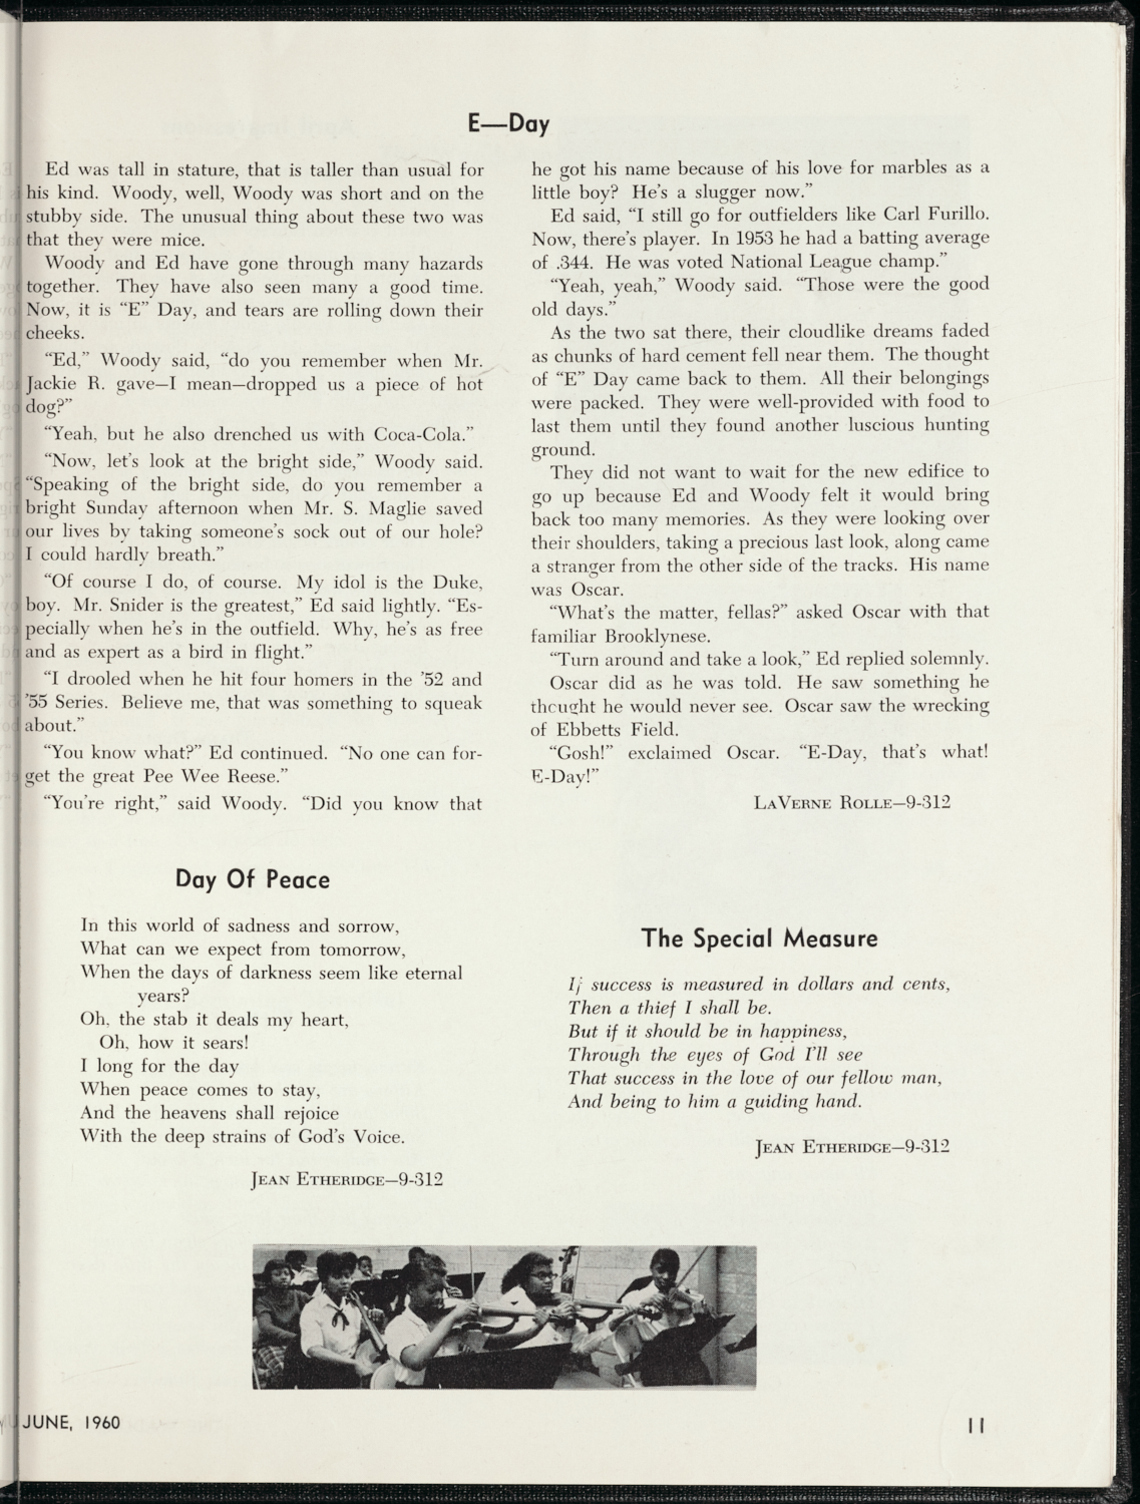 E—Day
Ed was tall in stature, that is taller than usual for
his kind. Woody, well, Woody was short and on the
stubby side. The unusual thing about these two was
that they were mice.
Woody and Ed have gone through many hazards
together. They have also seen many a good time.
Now, it is “E” Day, and tears are rolling down their
cheeks.
“Ed,” Woody said, “do you remember when Mr.
Jackie R. gave—I mean—dropped us a piece of hot
dog?”
“Yeah, but he also drenched us with Coca-Cola.”
“Now, let’s look at the bright side,” Woody said.
“Speaking of the bright side, do you remember a
bright Sunday afternoon when Mr. S. Maglie saved
our lives by taking someone’s sock out of our hole?
I could hardly breath.”
“Of course I do, of course. My idol is the Duke,
boy. Mr. Snider is the greatest,” Ed said lightly. “Es-
pecially when he’s in the outfield. Why, he’s as free
and as expert as a bird in flight.”
“I drooled when he hit four homers in the ’52 and
’55 Series. Believe me, that was something to squeak
about.”
“You know what?” Ed continued. “No one can for-
get the great Pee Wee Reese.”
“You’re right,” said Woody. “Did you know that
he got his name because of his love for marbles as a
little boy? He’s a slugger now.”
Ed said, “I still go for outfielders like Carl Furillo.
Now, there’s player. In 1953 he had a batting average
of .344. He was voted National League champ.”
“Yeah, yeah,” Woody said. “Those were the good
old days.”
As the two sat there, their cloudlike dreams faded
as chunks of hard cement fell near them. The thought
of “E” Day came back to them. All their belongings
were packed. They were well-provided with food to
last them until they found another luscious hunting
ground.
They did not want to wait for the new edifice to
go up because Ed and Woody felt it would bring
back too many memories. As they were looking over
their shoulders, taking a precious last look, along came
a stranger from the other side of the tracks. His name
was Oscar.
“What’s the matter, fellas?” asked Oscar with that
familiar Brooklynese.
“Turn around and take a look,” Ed replied solemnly.
Oscar did as he was told. He saw something he
thought he would never see. Oscar saw the wrecking
of Ebbetts Field.
“Gosh!” exclaimed Oscar. “E-Day, that’s what!
E-Day!”
LaVerne Rolle—9-312
Day Of Peace
In this world of sadness and sorrow,
What can we expect from tomorrow,
When the days of darkness seem like eternal
years?
Oh, the stab it deals my heart,
Oh, how it sears!
I long for the day
When peace comes to stay,
And the heavens shall rejoice
With the deep strains of God’s Voice.
Jean Etheridge—9-312
The Special Measure
If success is measured in dollars and cents,
Then a thief I shall be.
But if it should be in happiness,
Through the eyes of God I’ll see
That success in the love of our fellow man,
And being to him a guiding hand.
Jean Etheridge—9-312
JUNE, 1960
11